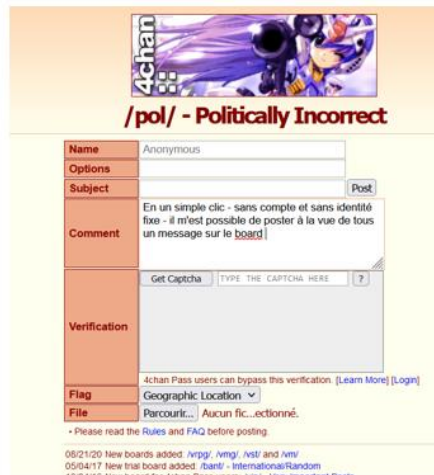 4chan
/pol/ - Politically Incorrect
Name Anonymous
Options
Subject Post
Comment
En un simple clic - sans compte et sans identité
fixe - il m'est possible de poster à la vue de tous
un message sur le board
Verification
Get Captcha TYPE THE CAPTCHA HERE ?
4chan Pass users can bypass this verification. [Learn More] [Login]
Flag Geographic Location
File Parcourir... Aucun fic...ectionné.
• Please read the Rules and FAQ before posting.
08/21/20 New boards added: /vrpg/, /vmg/, /vst/ and /vm/
05/04/17 New trial board added: /bant/ - International/Random